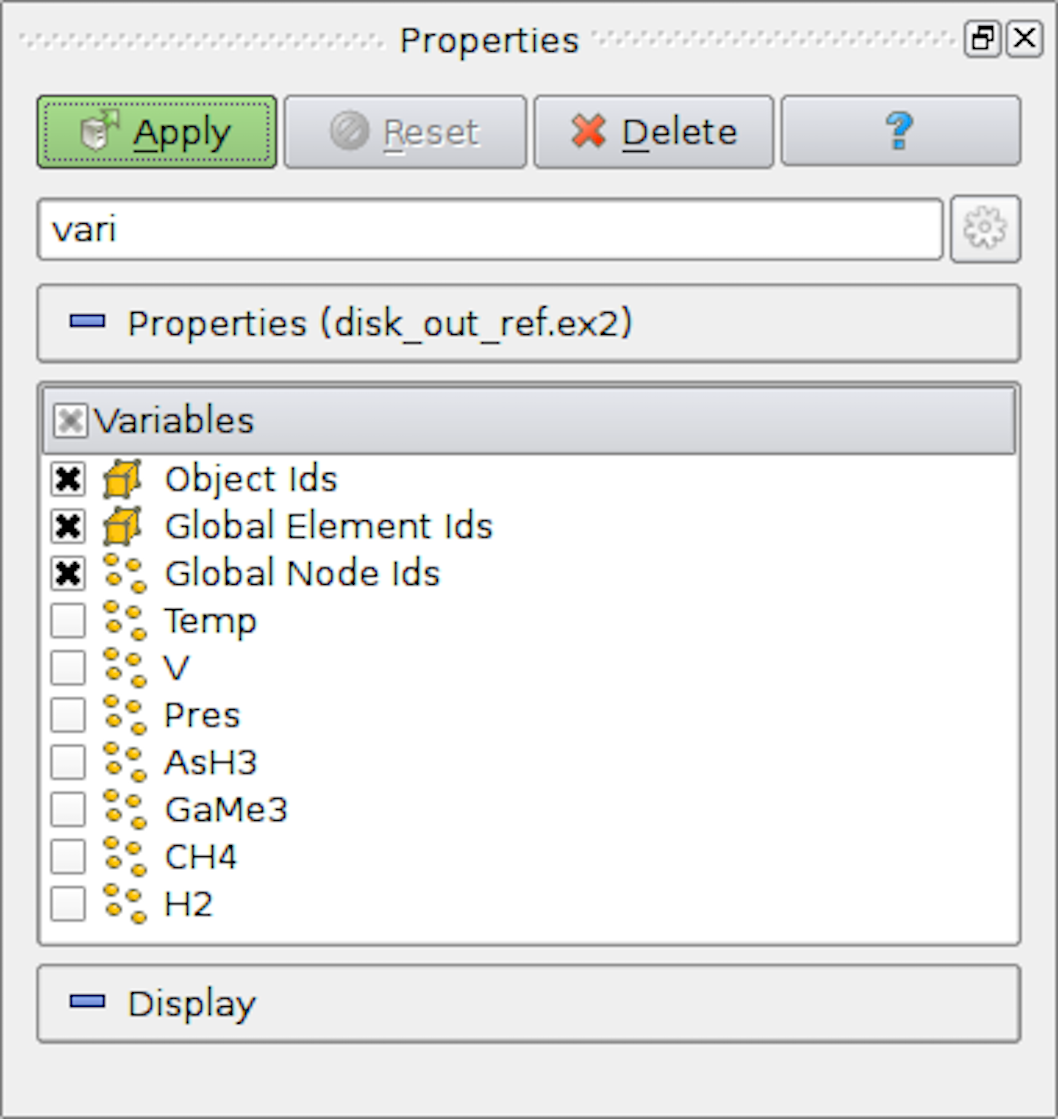 Properties
Apply
Reset
Delete
?
vari
Properties (disk_out_ref.ex2)
Variables
Object Ids
Global Element Ids
Global Node Ids
Temp
V
Pres
AsH3
GaMe3
CH4
H2
Display